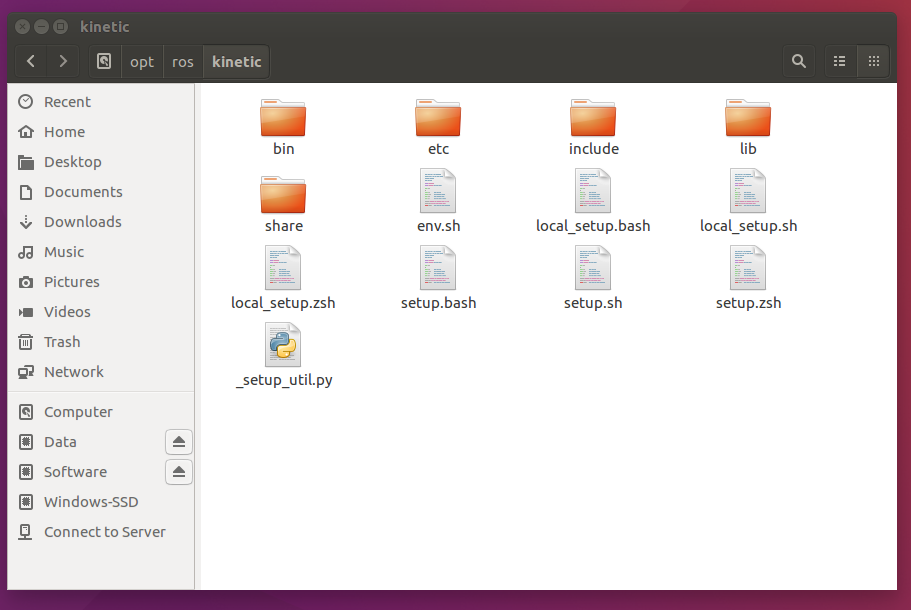 kinetic
opt ros kinetic
Recent
Home
Desktop
Documents
Downloads
Music
Pictures
Videos
Trash
Network
Computer
Data
Software
Windows-SSD
Connect to Server
bin etc include lib
share env.sh local_setup.bash local_setup.sh
local_setup.zsh setup.bash setup.sh setup.zsh
_setup_util.py